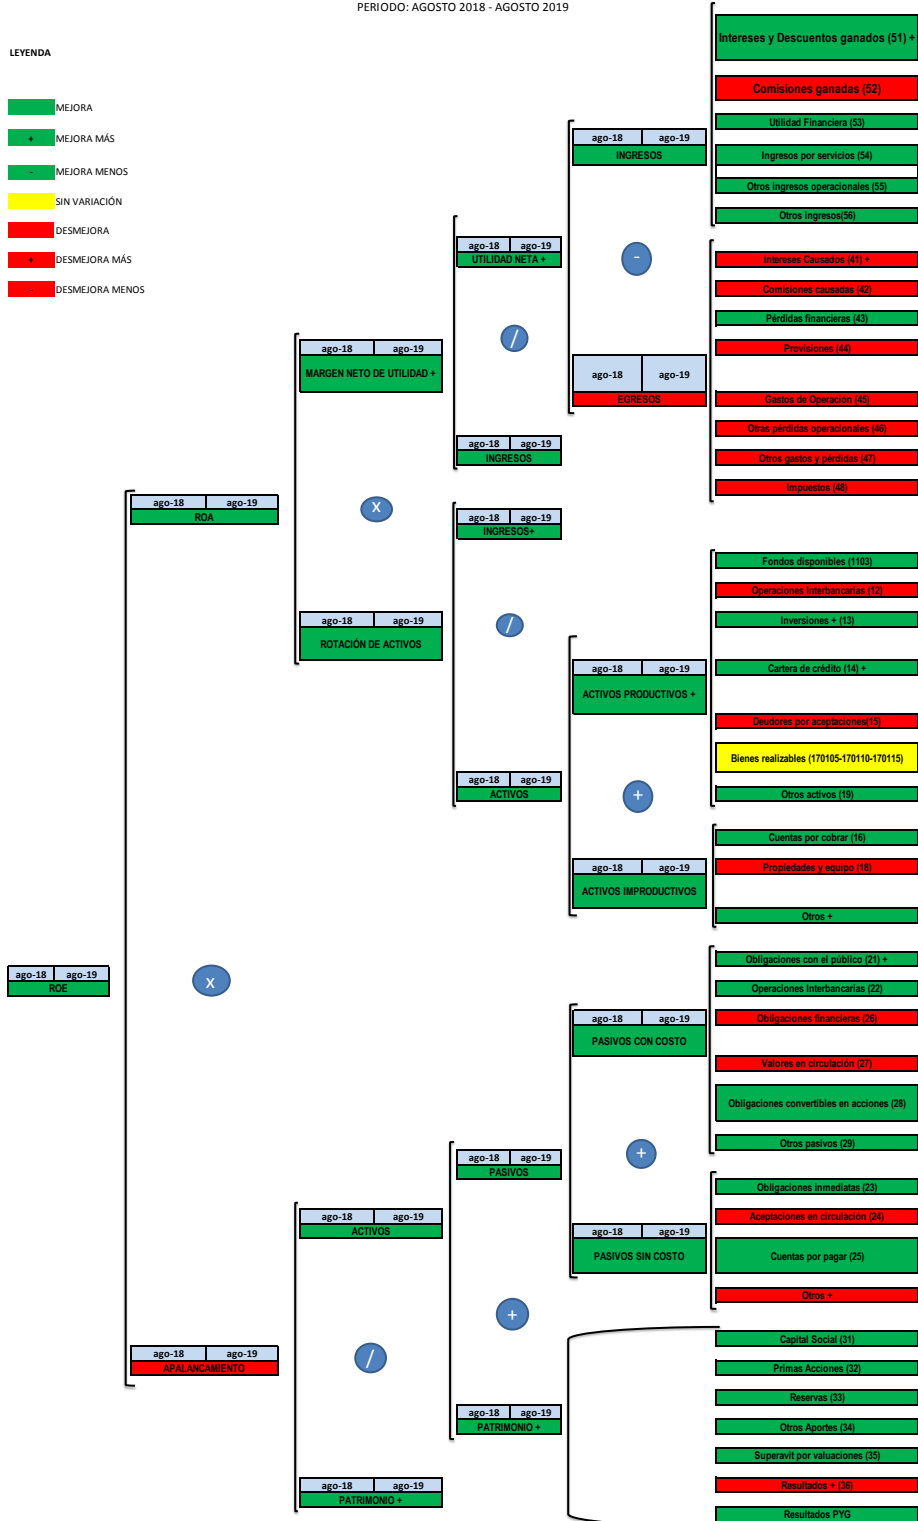 PERIODO: AGOSTO 2018 - AGOSTO 2019
LEYENDA
MEJORA
+ MEJORA MÁS
- MEJORA MENOS
SIN VARIACIÓN
DESMEJORA
+ DESMEJORA MÁS
- DESMEJORA MENOS
ago-18 ago-19
ROE
x
ago-18 ago-19
ROA
ago-18 ago-19
APALANCAMIENTO
ago-18 ago-19
MARGEN NETO DE UTILIDAD +
X
ago-18 ago-19
ROTACIÓN DE ACTIVOS
ago-18 ago-19
ACTIVOS
/
ago-18 ago-19
PATRIMONIO +
ago-18 ago-19
UTILIDAD NETA +
/
ago-18 ago-19
INGRESOS
ago-18 ago-19
INGRESOS+
/
ago-18 ago-19
ACTIVOS
ago-18 ago-19
PASIVOS
+
ago-18 ago-19
PATRIMONIO +
ago-18 ago-19
INGRESOS
-
ago-18 ago-19
EGRESOS
ago-18 ago-19
ACTIVOS PRODUCTIVOS +
+
ago-18 ago-19
ACTIVOS IMPRODUCTIVOS
ago-18 ago-19
PASIVOS CON COSTO
+
ago-18 ago-19
PASIVOS SIN COSTO
Intereses y Descuentos ganados (51) +
Comisiones ganadas (52)
Utilidad Financiera (53)
Ingresos por servicios (54)
Otros ingresos operacionales (55)
Otros ingresos(56)
Intereses Causados (41) +
Comisiones causadas (42)
Pérdidas financieras (43)
Provisiones (44)
Gastos de Operación (45)
Otras pérdidas operacionales (46)
Otros gastos y pérdidas (47)
Impuestos (48)
Fondos disponibles (1103)
Operaciones Interbancarias (12)
Inversiones + (13)
Cartera de crédito (14) +
Deudores por aceptaciones(15)
Bienes realizables (170105-170110-170115)
Otros activos (19)
Cuentas por cobrar (16)
Propiedades y equipo (18)
Otros +
Obligaciones con el público (21) +
Operaciones Interbancarias (22)
Obligaciones financieras (26)
Valores en circulación (27)
Obligaciones convertibles en acciones (28)
Otros pasivos (29)
Obligaciones inmediatas (23)
Aceptaciones en circulación (24)
Cuentas por pagar (25)
Otros +
Capital Social (31)
Primas Acciones (32)
Reservas (33)
Otros Aportes (34)
Superavit por valuaciones (35)
Resultados + (36)
Resultados PYG